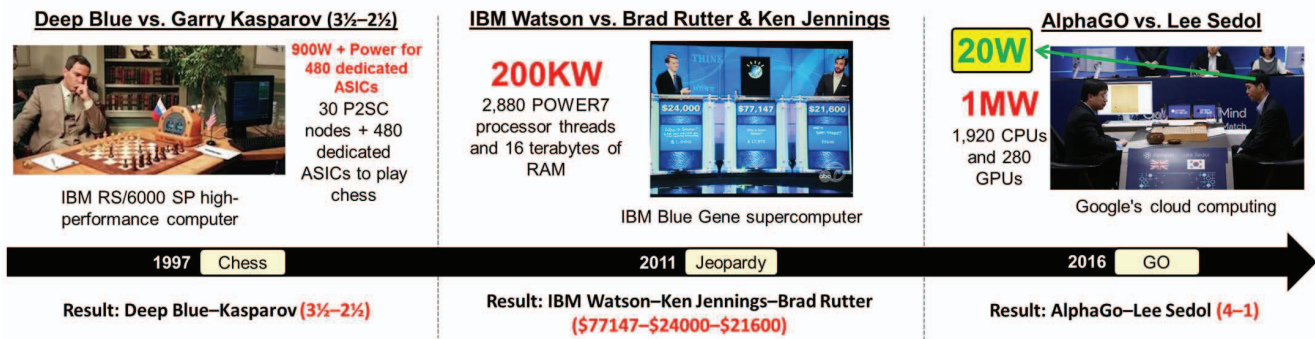 Deep Blue vs. Garry Kasparov (3½–2½)
900W + Power for
480 dedicated
ASICs
30 P2SC
nodes + 480
dedicated
ASICs to play
chess
IBM RS/6000 SP high-
performance computer
IBM Watson vs. Brad Rutter & Ken Jennings
200KW
2,880 POWER7
processor threads
and 16 terabytes of
RAM
THINK
$24,000
$77,147
$21,600
abc
IBM Blue Gene supercomputer
AlphaGO vs. Lee Sedol
20W
1MW
1,920 CPUs
and 280
GPUs
Mind
Google's cloud computing
1997
Chess
2011
Jeopardy
2016
GO
Result: Deep Blue–Kasparov (3½–2½)
Result: IBM Watson–Ken Jennings–Brad Rutter
($77147–$24000–$21600)
Result: AlphaGo–Lee Sedol (4–1)